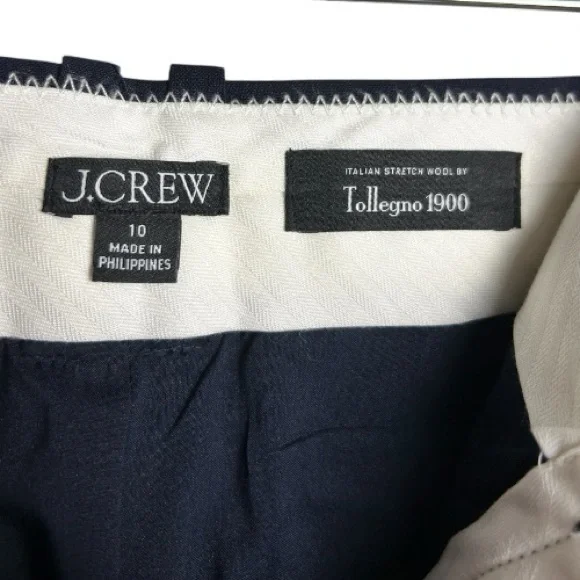 J.CREW
10
MADE IN
PHILIPPINES
ITALIAN STRETCH WOOL BY
Tollegno 1900